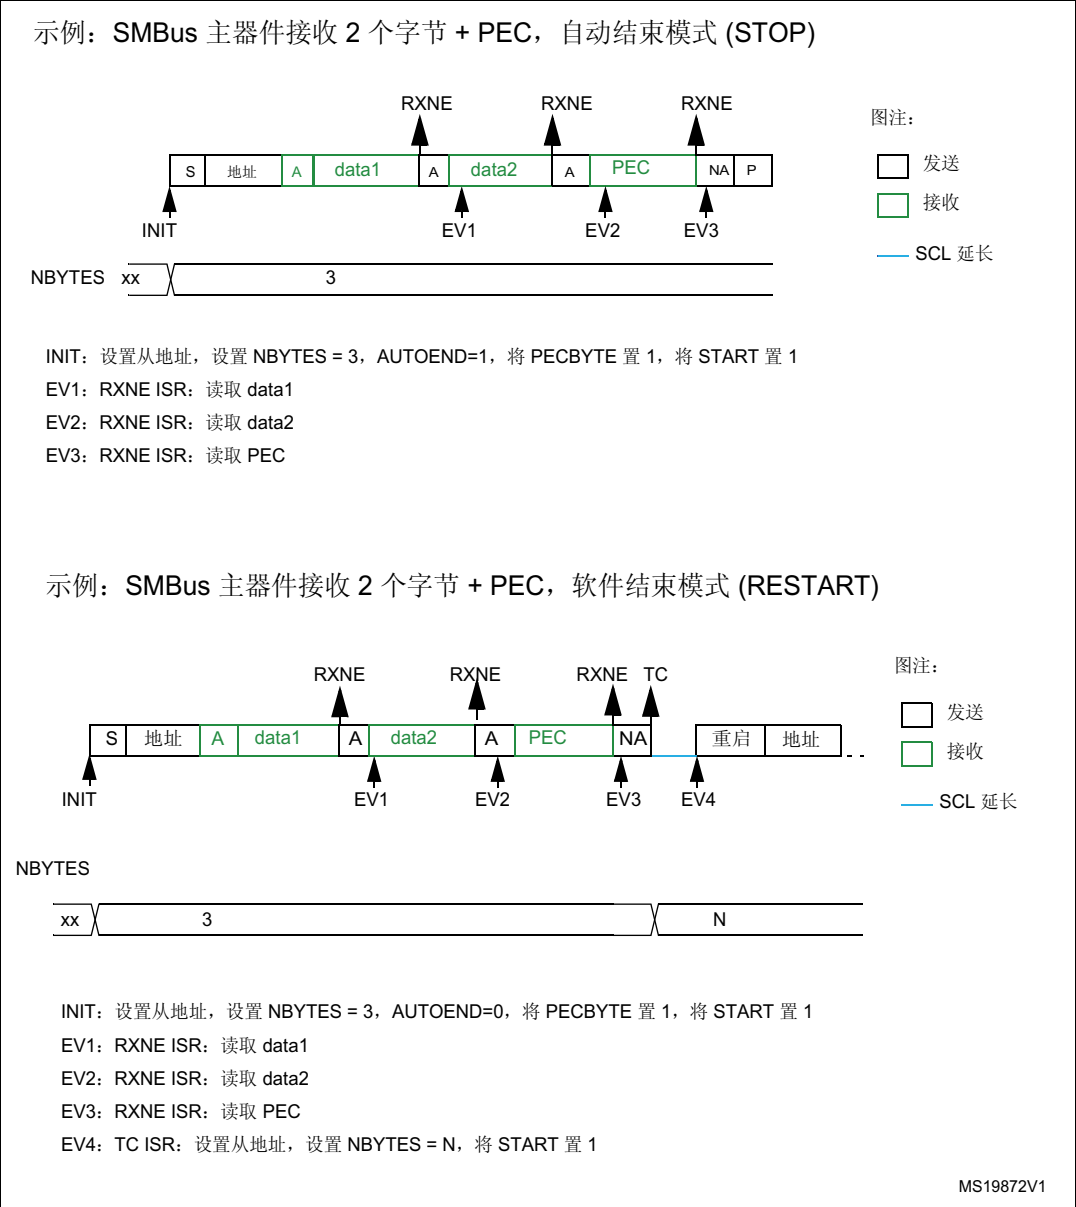 示例：SMBus 主器件接收 2 个字节 + PEC，自动结束模式 (STOP)
RXNE RXNE RXNE
图注：
S 地址 A data1 A data2 A PEC NA P
发送
接收
INIT EV1 EV2 EV3
SCL 延长
NBYTES xx 3
INIT：设置从地址，设置 NBYTES = 3，AUTOEND=1，将 PECBYTE 置 1，将 START 置 1
EV1：RXNE ISR：读取 data1
EV2：RXNE ISR：读取 data2
EV3：RXNE ISR：读取 PEC
示例：SMBus 主器件接收 2 个字节 + PEC，软件结束模式 (RESTART)
RXNE RXNE RXNE TC
图注：
S 地址 A data1 A data2 A PEC NA 重启 地址
发送
接收
INIT EV1 EV2 EV3 EV4
SCL 延长
NBYTES
xx 3 N
INIT：设置从地址，设置 NBYTES = 3，AUTOEND=0，将 PECBYTE 置 1，将 START 置 1
EV1：RXNE ISR：读取 data1
EV2：RXNE ISR：读取 data2
EV3：RXNE ISR：读取 PEC
EV4：TC ISR：设置从地址，设置 NBYTES = N，将 START 置 1
MS19872V1